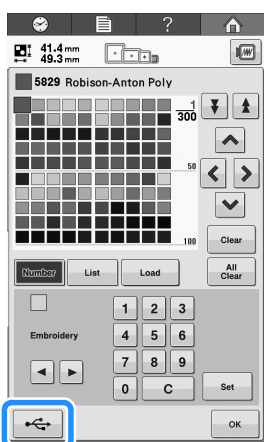 ?
41.4 mm
49.3 mm
5829 Robison-Anton Poly
1
300
50
100
Clear
Number List Load All Clear
Embroidery
1 2 3
4 5 6
7 8 9
0 C Set
OK